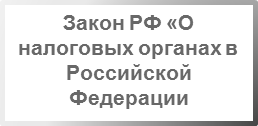 Закон РФ «О
налоговых органах в
Российской
Федерации